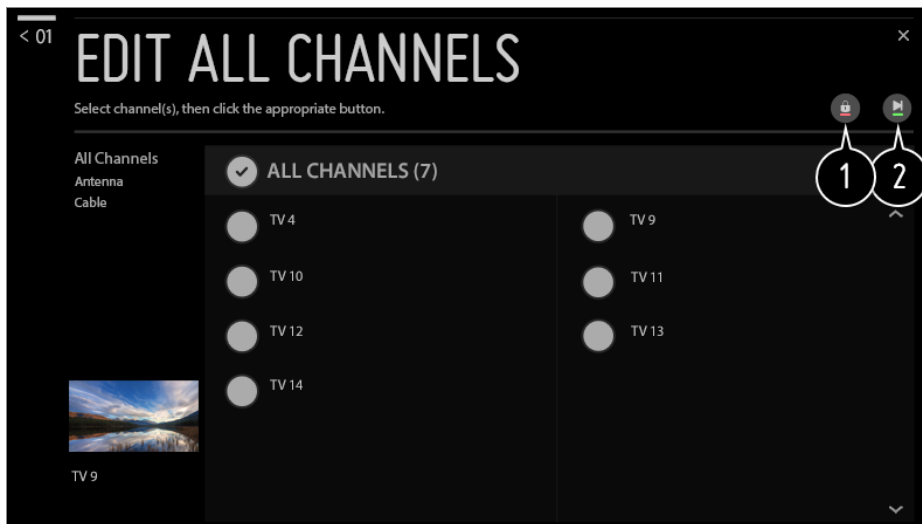 < 01
EDIT ALL CHANNELS
×
Select channel(s), then click the appropriate button.
1
2
All Channels
Antenna
Cable
ALL CHANNELS (7)
TV 4
TV 9
TV 10
TV 11
TV 12
TV 13
TV 14
TV 9